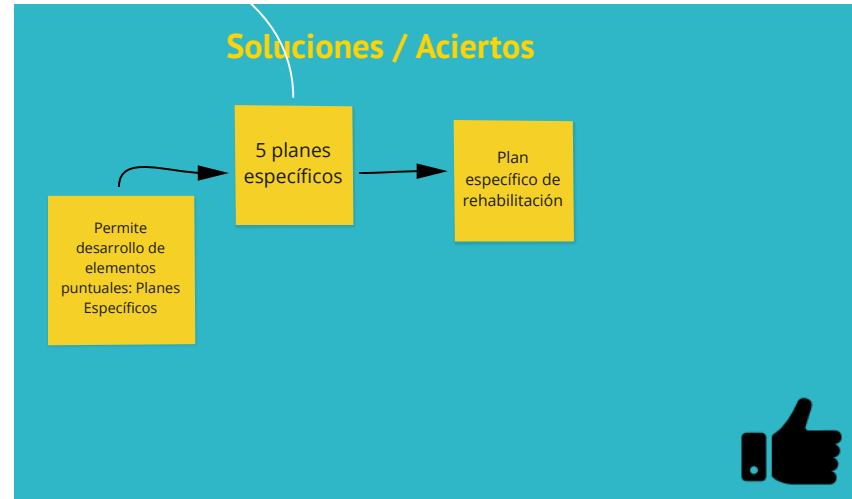 Soluciones / Aciertos
Permite
desarrollo de
elementos
puntuales: Planes
Específicos
5 planes
específicos
Plan
específico de
rehabilitación